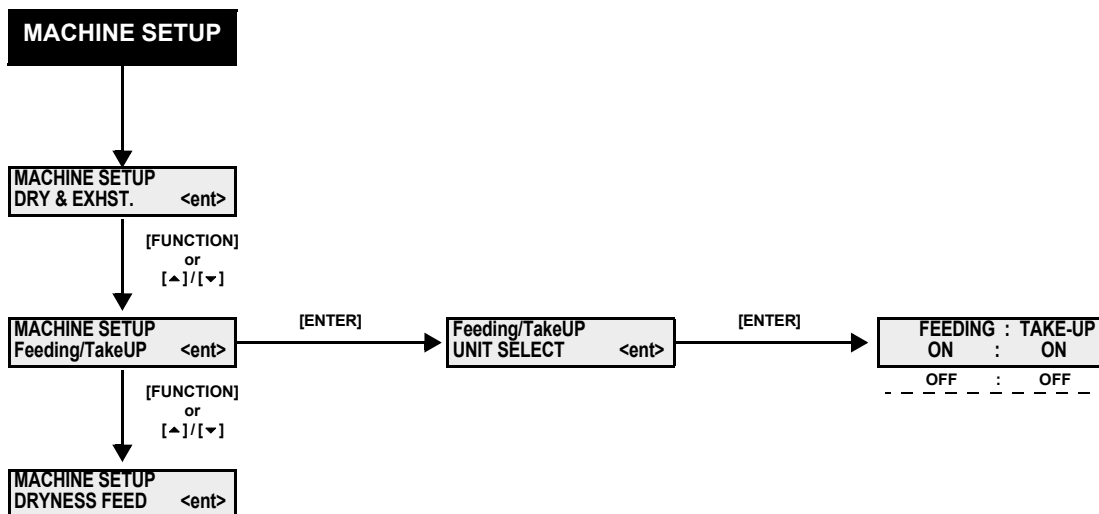 MACHINE SETUP
MACHINE SETUP
DRY & EXHST. <ent>
[FUNCTION]
or
[▲]/[▼]
MACHINE SETUP
Feeding/TakeUP <ent>
[ENTER]
Feeding/TakeUP
UNIT SELECT <ent>
[ENTER]
FEEDING : TAKE-UP
ON : ON
OFF : OFF
[FUNCTION]
or
[▲]/[▼]
MACHINE SETUP
DRYNESS FEED <ent>